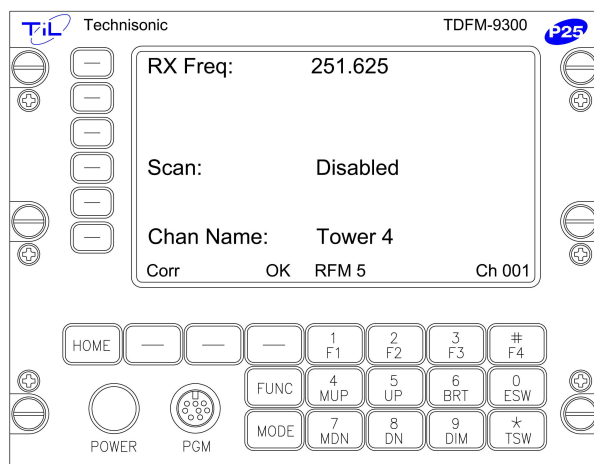 TiL Technisonic TDFM-9300 P25
RX Freq: 251.625
Scan: Disabled
Chan Name: Tower 4
Corr OK RFM 5 Ch 001
HOME 1 2 3 #
F1 F2 F3 F4
FUNC 4 5 6 0
MUP UP BRT ESW
MODE 7 8 9 *
MDN DN DIM TSW
POWER PGM